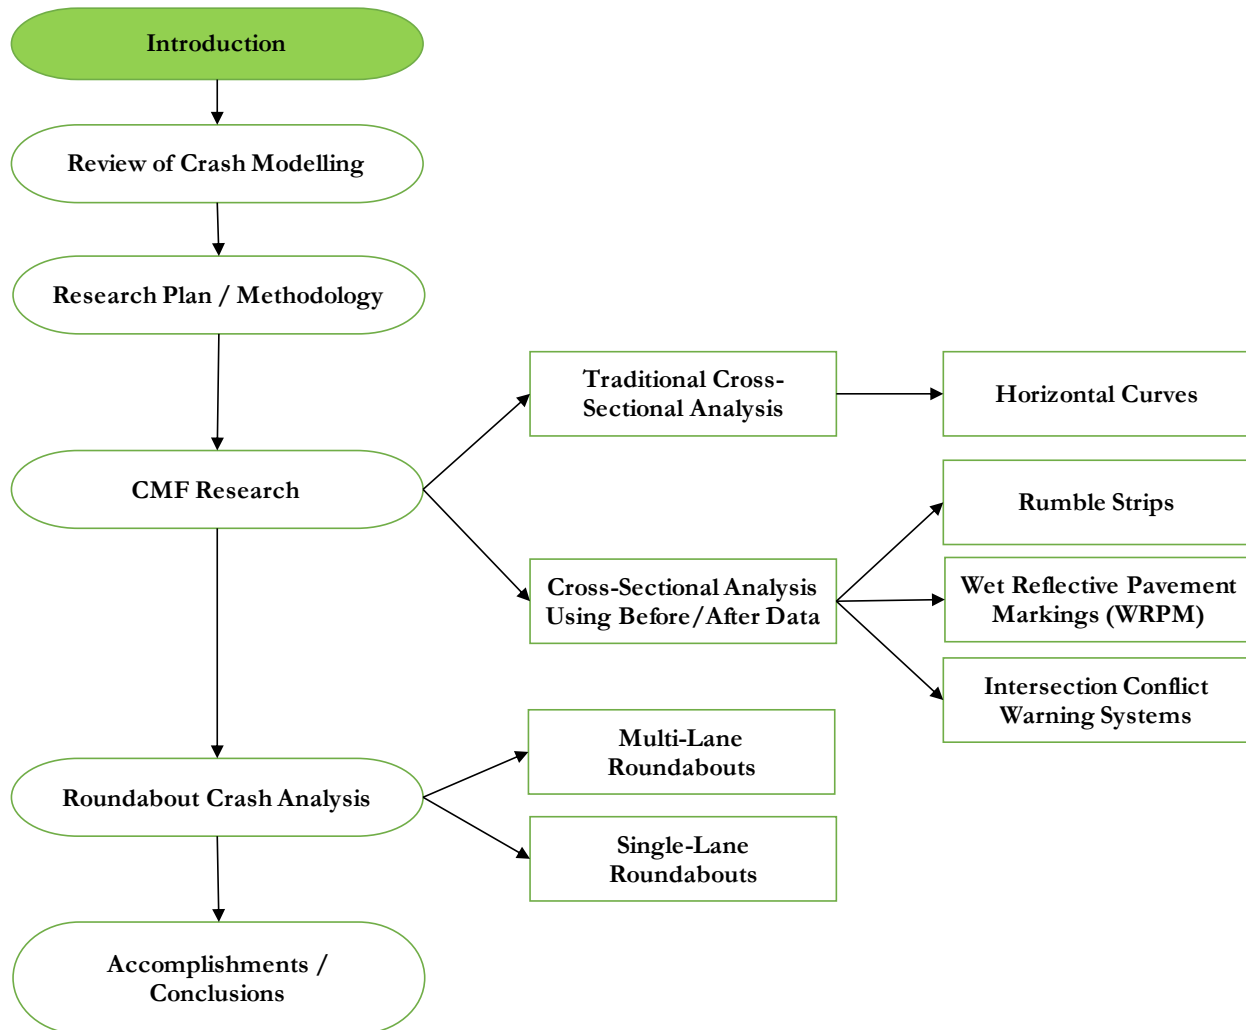 Introduction
Review of Crash Modelling
Research Plan / Methodology
Traditional Cross-
Sectional Analysis
Horizontal Curves
CMF Research
Rumble Strips
Cross-Sectional Analysis
Using Before/After Data
Wet Reflective Pavement
Markings (WRPM)
Intersection Conflict
Warning Systems
Multi-Lane
Roundabouts
Roundabout Crash Analysis
Single-Lane
Roundabouts
Accomplishments /
Conclusions